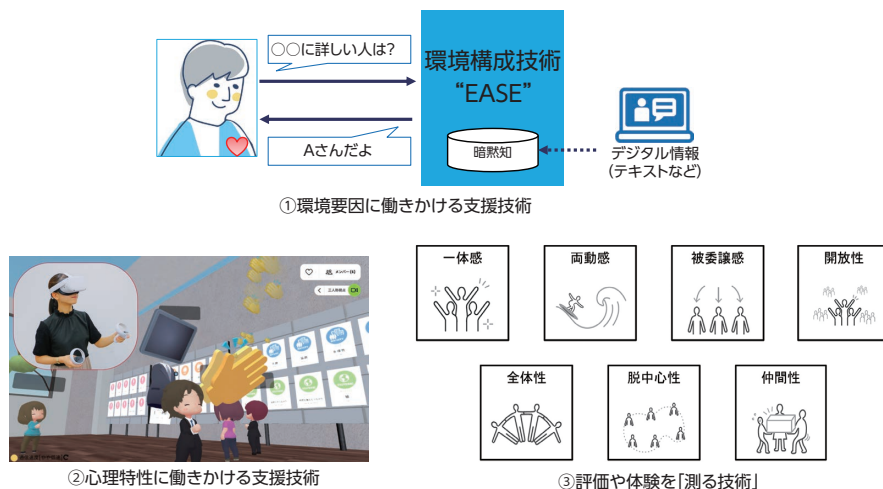 ○○に詳しい人は?
環境構成技術
“EASE”
Aさんだよ
暗黙知
デジタル情報
(テキストなど)
①環境要因に働きかける支援技術
メンバー(6)
②心理特性に働きかける支援技術
一体感
両動感
被委譲感
開放性
全体性
脱中心性
仲間性
③評価や体験を「測る技術」